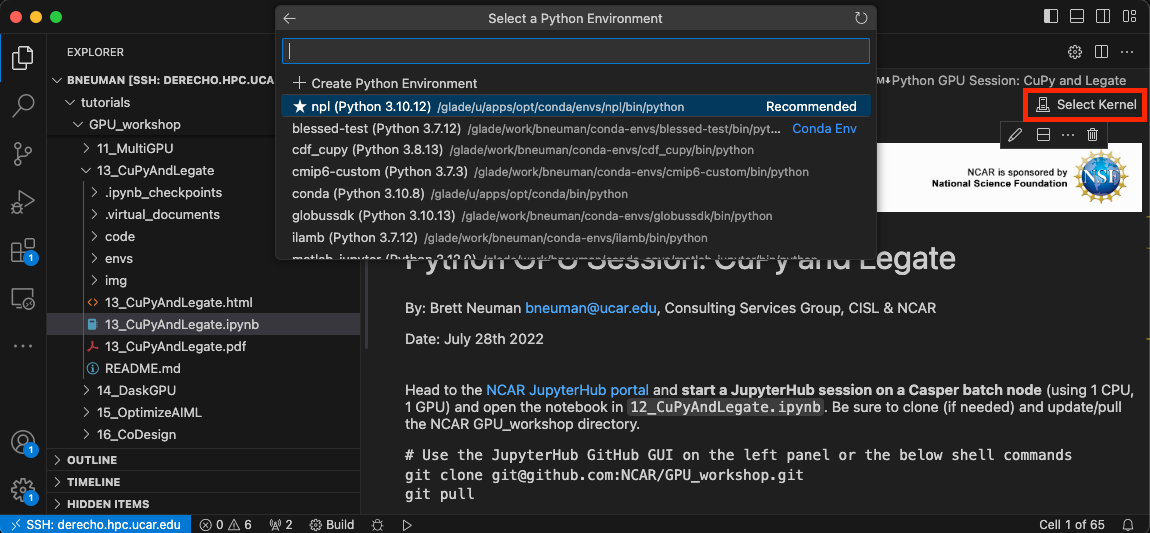 Select a Python Environment
EXPLORER
BNEUMAN [SSH: DERECHO.HPC.UCAR
tutorials
GPU_workshop
11_MultiGPU
13_CuPyAndLegate
.ipynb_checkpoints
.virtual_documents
code
envs
img
13_CuPyAndLegate.html
13_CuPyAndLegate.ipynb
13_CuPyAndLegate.pdf
README.md
14_DaskGPU
15_OptimizeAIML
16_CoDesign
OUTLINE
TIMELINE
HIDDEN ITEMS
1
1
1
Create Python Environment
npl (Python 3.10.12) /glade/u/apps/opt/conda/envs/npl/bin/python Recommended
blessed-test (Python 3.7.12) /glade/work/bneuman/conda-envs/blessed-test/bin/pyt... Conda Env
cdf_cupy (Python 3.8.13) /glade/work/bneuman/conda-envs/cdf_cupy/bin/python
cmip6-custom (Python 3.7.3) /glade/work/bneuman/conda-envs/cmip6-custom/bin/python
conda (Python 3.10.8) /glade/u/apps/opt/conda/bin/python
globussdk (Python 3.10.13) /glade/work/bneuman/conda-envs/globussdk/bin/python
ilamb (Python 3.7.12) /glade/work/bneuman/conda-envs/ilamb/bin/python
M↓Python GPU Session: CuPy and Legate
Select Kernel
NCAR is sponsored by
National Science Foundation
NSF
Python GPU Session: CuPy and Legate
By: Brett Neuman bneuman@ucar.edu, Consulting Services Group, CISL & NCAR
Date: July 28th 2022
Head to the NCAR JupyterHub portal and start a JupyterHub session on a Casper batch node (using 1 CPU,
1 GPU) and open the notebook in 12_CuPyAndLegate.ipynb. Be sure to clone (if needed) and update/pull
the NCAR GPU_workshop directory.
# Use the JupyterHub GitHub GUI on the left panel or the below shell commands
git clone git@github.com:NCAR/GPU_workshop.git
git pull
SSH: derecho.hpc.ucar.edu 0 6 2 Build Cell 1 of 65